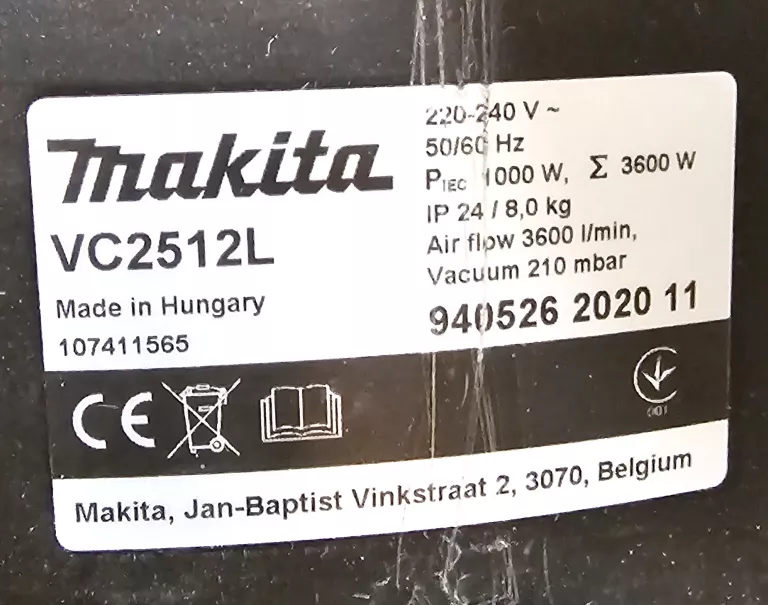 makita
VC2512L
Made in Hungary
107411565
220-240 V ~
50/60 Hz
PIEC 1000 W, Σ 3600 W
IP 24 / 8,0 kg
Air flow 3600 l/min,
Vacuum 210 mbar
940526 2020 11
CE
001
Makita, Jan-Baptist Vinkstraat 2, 3070, Belgium